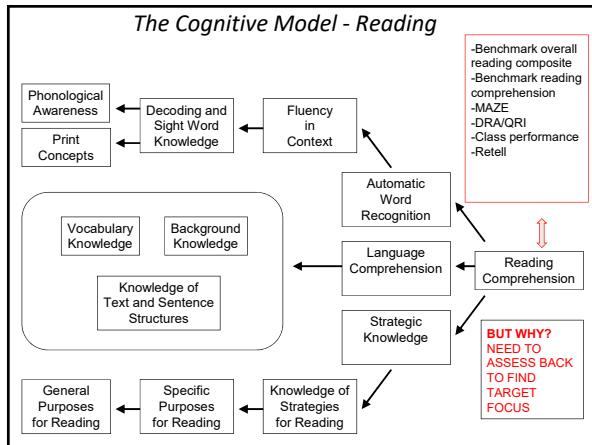 The Cognitive Model - Reading
-Benchmark overall
reading composite
-Benchmark reading
comprehension
-MAZE
-DRA/QRI
-Class performance
-Retell
Phonological
Awareness
Print
Concepts
Decoding and
Sight Word
Knowledge
Fluency
in
Context
Automatic
Word
Recognition
Vocabulary
Knowledge
Background
Knowledge
Knowledge of
Text and Sentence
Structures
Language
Comprehension
Reading
Comprehension
Strategic
Knowledge
BUT WHY?
NEED TO
ASSESS BACK
TO FIND
TARGET
FOCUS
General
Purposes
for Reading
Specific
Purposes
for Reading
Knowledge of
Strategies
for Reading